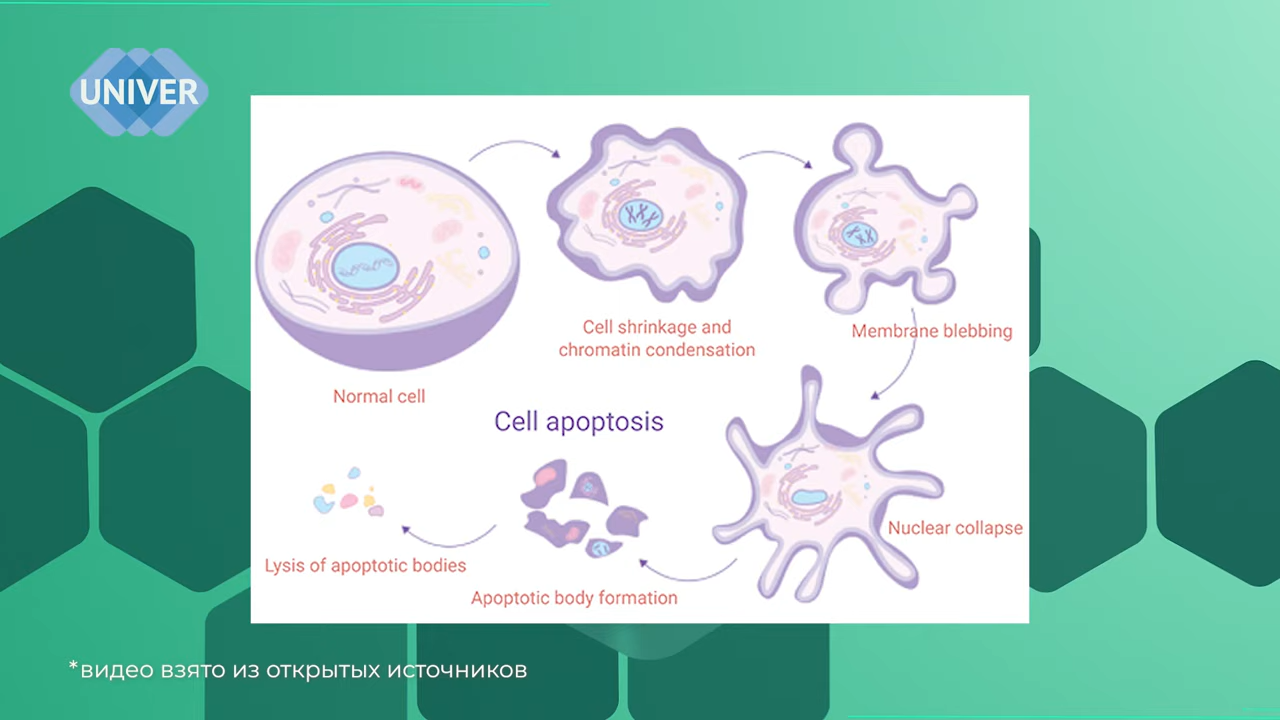 UNIVER
Cell shrinkage and
chromatin condensation
Membrane blebbing
Normal cell
Cell apoptosis
Nuclear collapse
Lysis of apoptotic bodies
Apoptotic body formation
*видео взято из открытых источников